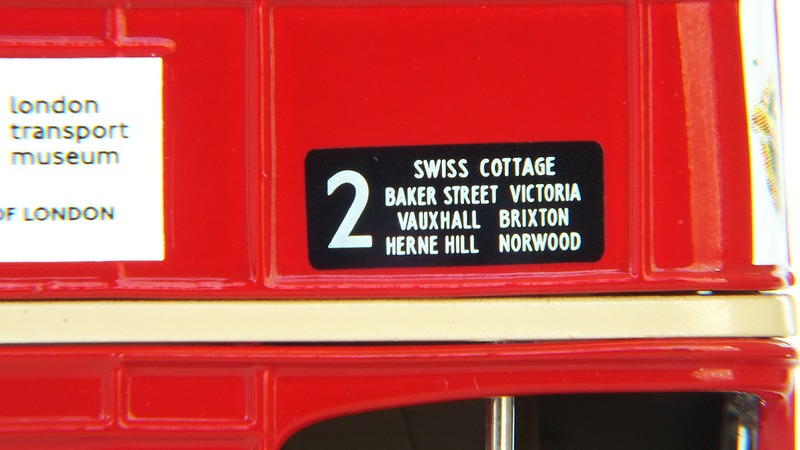 london
transport
museum
OF LONDON
2
SWISS COTTAGE
BAKER STREET VICTORIA
VAUXHALL BRIXTON
HERNE HILL NORWOOD